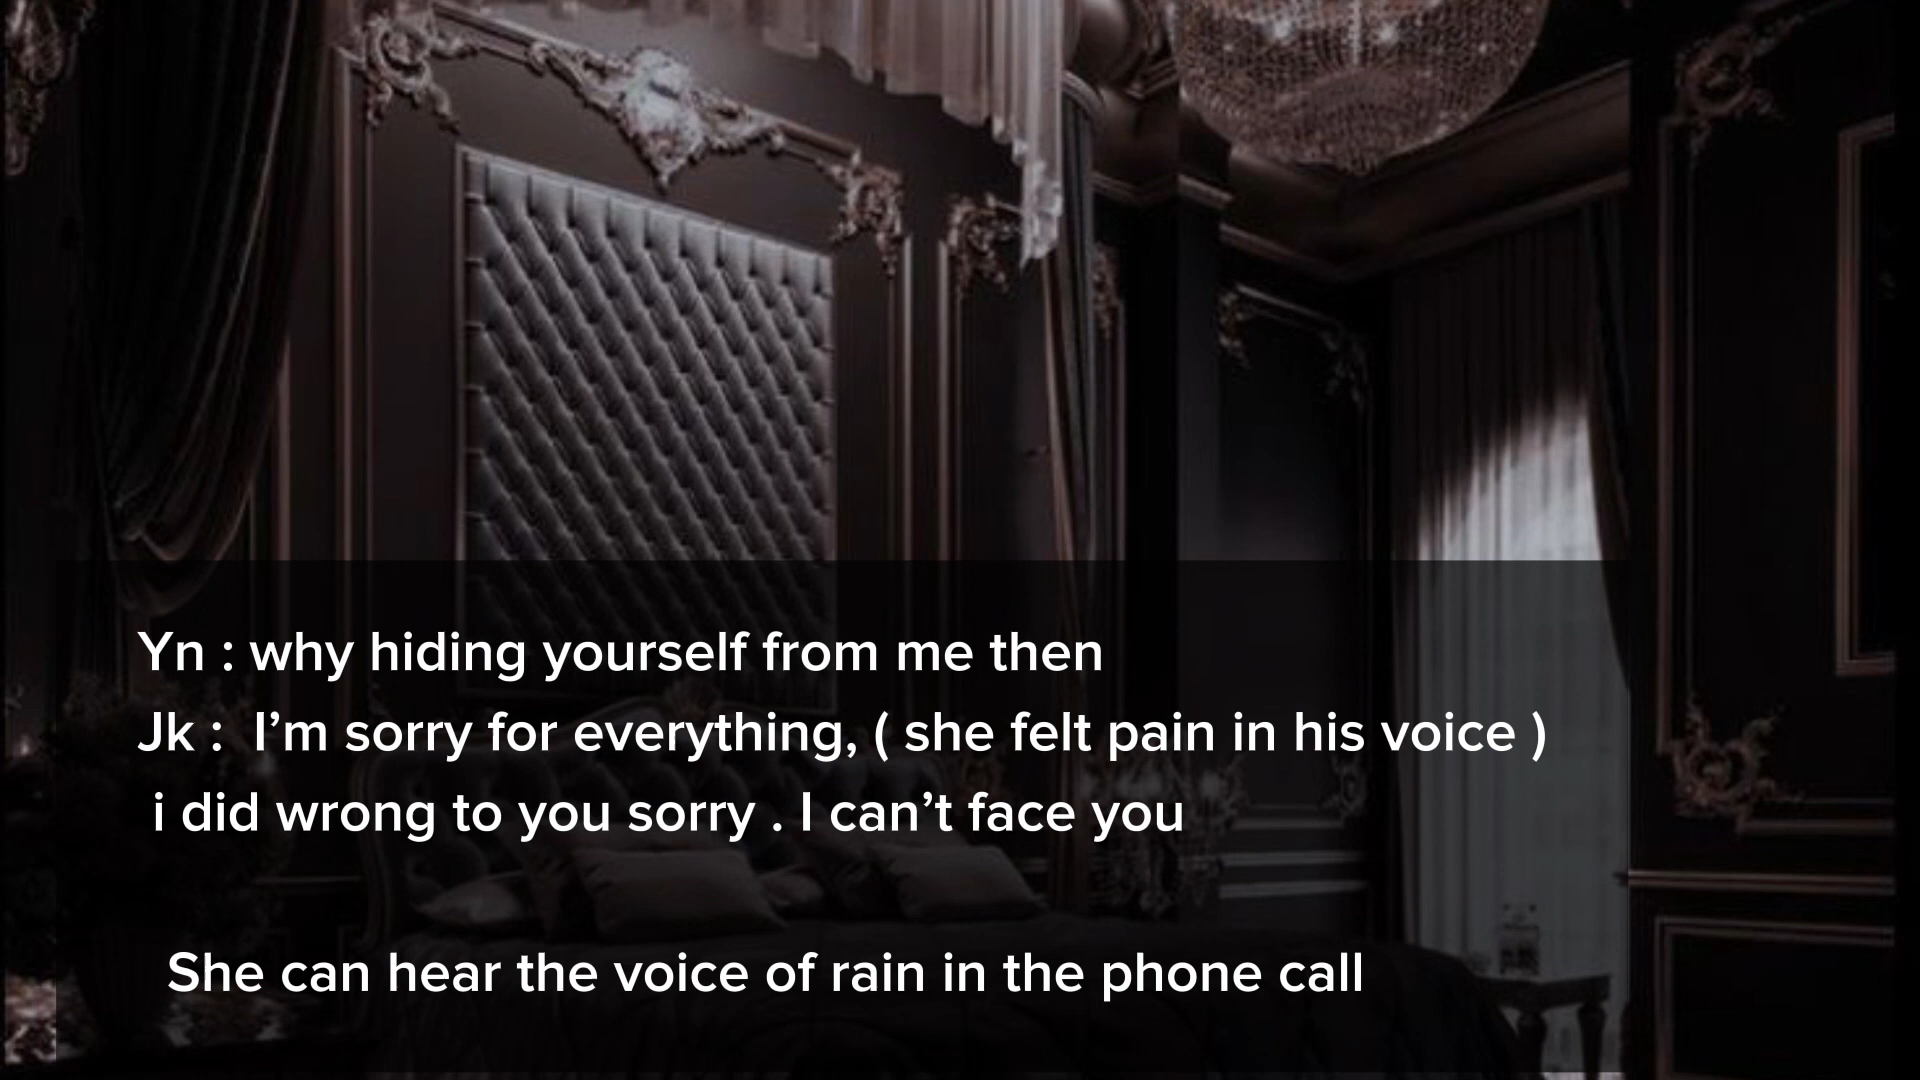 Yn : why hiding yourself from me then
Jk :  I’m sorry for everything, ( she felt pain in his voice )
i did wrong to you sorry . I can’t face you
She can hear the voice of rain in the phone call